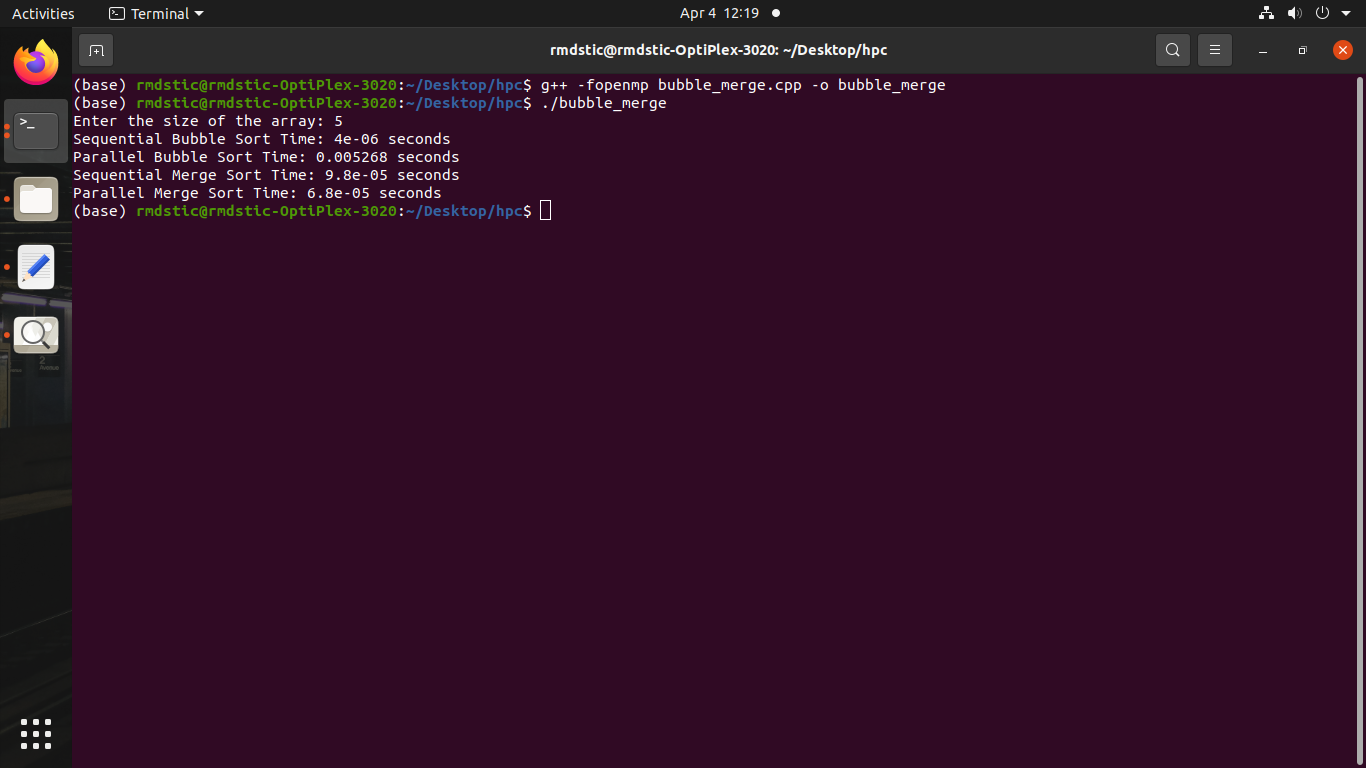 Activities Terminal Apr 4 12:19
rmdstic@rmdstic-OptiPlex-3020: ~/Desktop/hpc
(base) rmdstic@rmdstic-OptiPlex-3020:~/Desktop/hpc$ g++ -fopenmp bubble_merge.cpp -o bubble_merge
(base) rmdstic@rmdstic-OptiPlex-3020:~/Desktop/hpc$ ./bubble_merge
Enter the size of the array: 5
Sequential Bubble Sort Time: 4e-06 seconds
Parallel Bubble Sort Time: 0.005268 seconds
Sequential Merge Sort Time: 9.8e-05 seconds
Parallel Merge Sort Time: 6.8e-05 seconds
(base) rmdstic@rmdstic-OptiPlex-3020:~/Desktop/hpc$